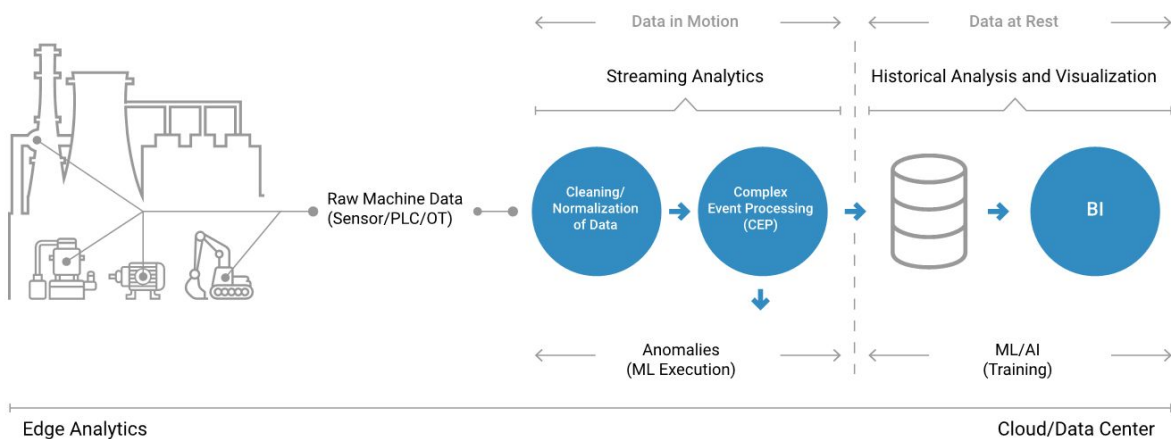 Data in Motion
Data at Rest
Streaming Analytics
Historical Analysis and Visualization
Raw Machine Data
(Sensor/PLC/OT)
Cleaning/
Normalization
of Data
Complex
Event Processing
(CEP)
BI
Anomalies
(ML Execution)
ML/AI
(Training)
Edge Analytics
Cloud/Data Center